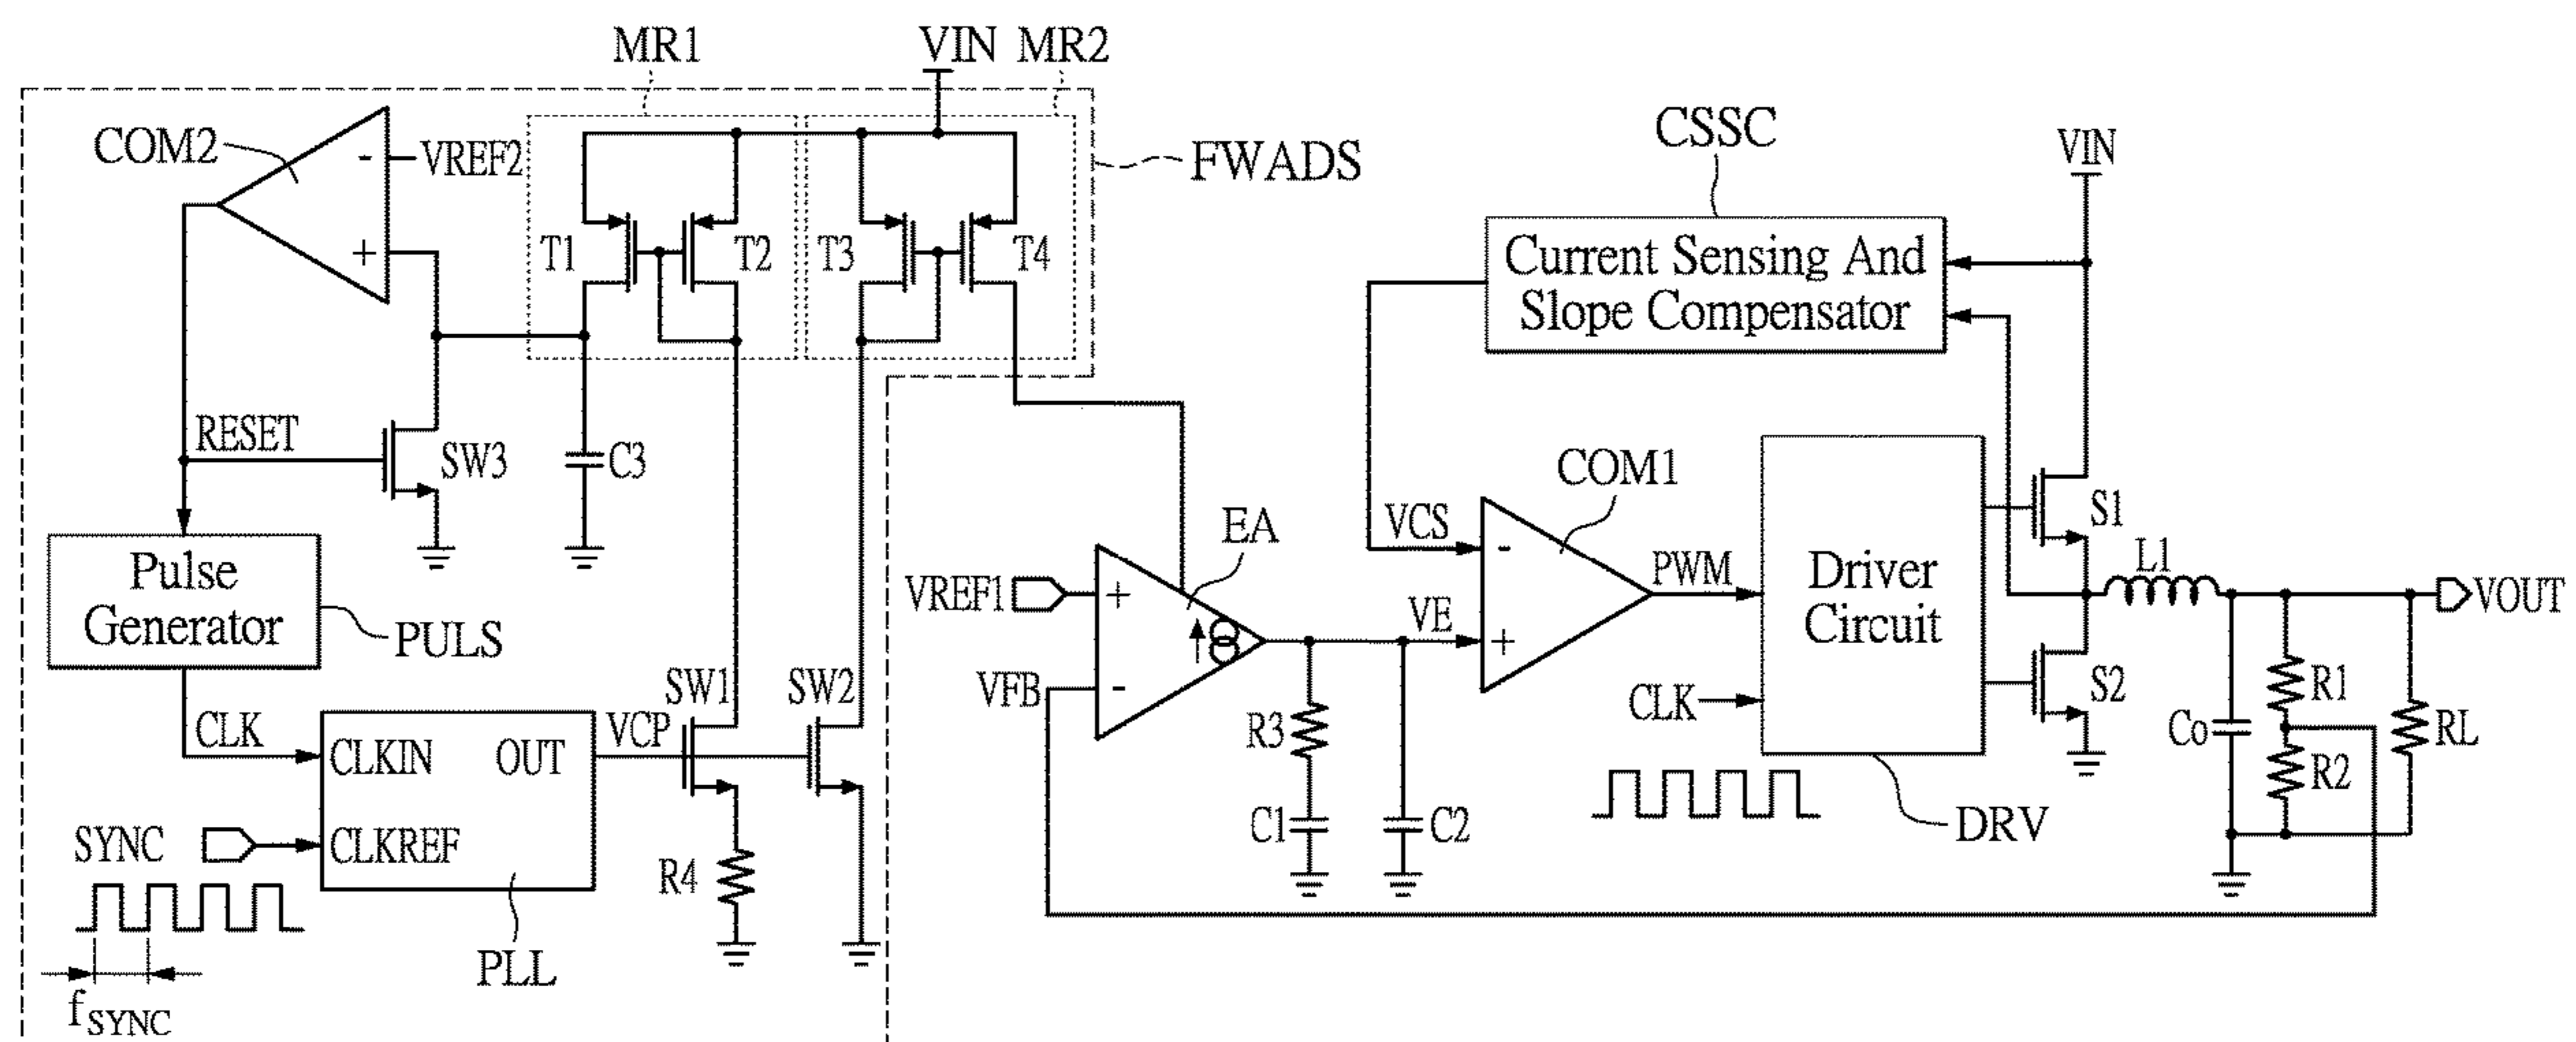 MR1
VIN
MR2
COM2
-
VREF2
+
T1
T2
T3
T4
FWADS
CSSC
VIN
Current Sensing And
Slope Compensator
RESET
SW3
C3
Pulse
Generator
PULS
CLK
CLKIN
OUT
CLKREF
SYNC
fSYNC
PLL
VCP
SW1
SW2
R4
VREF1
+
VFB
-
EA
VCS
-
VE
+
COM1
PWM
R3
C1
C2
CLK
Driver
Circuit
DRV
S1
S2
L1
VOUT
Co
R1
R2
RL